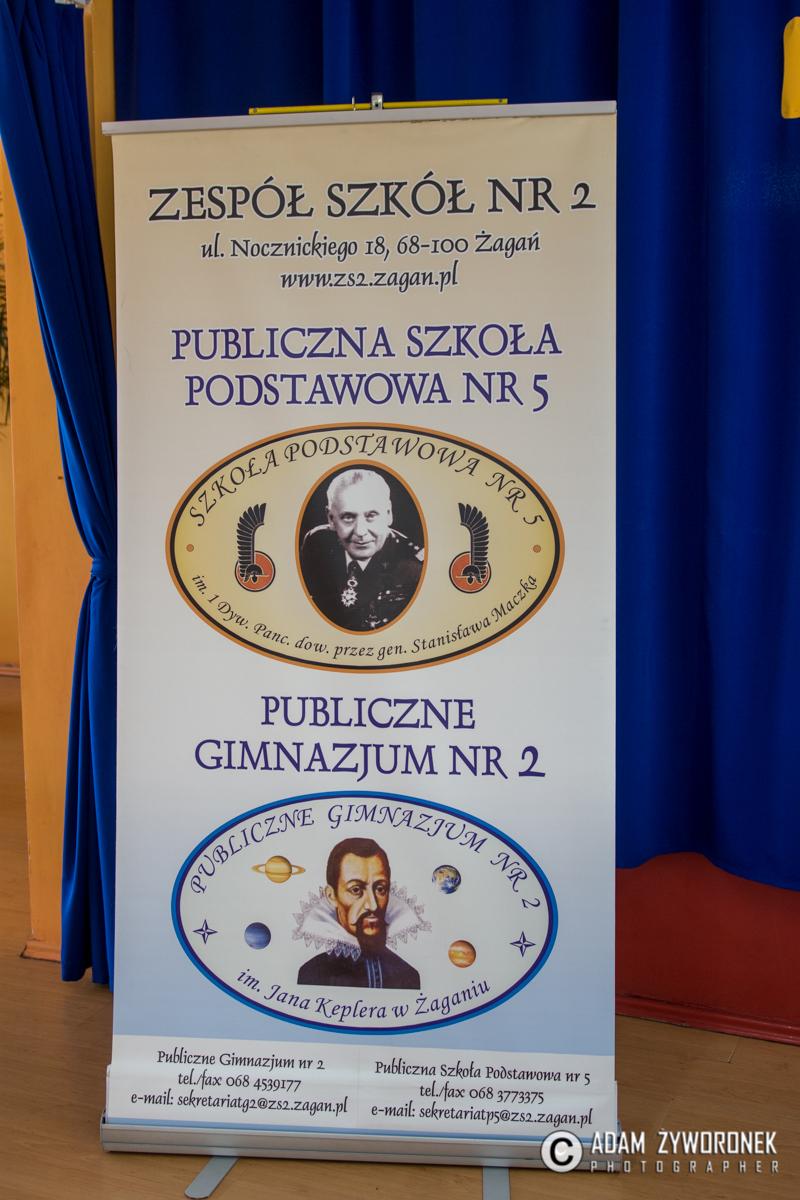 ZESPÓŁ SZKÓŁ NR 2
ul. Nocznickiego 18, 68-100 Żagań
www.zs2.zagan.pl
PUBLICZNA SZKOŁA
PODSTAWOWA NR 5
SZKOŁA PODSTAWOWA NR 5
im. 1 Dyw. Panc. dow. przez gen. Stanisława Maczka
PUBLICZNE
GIMNAZJUM NR 2
PUBLICZNE GIMNAZJUM NR 2
im. Jana Keplera w Żaganiu
Publiczne Gimnazjum nr 2
tel./fax 068 4539177
e-mail: sekretariatg2@zs2.zagan.pl
Publiczna Szkoła Podstawowa nr 5
tel./fax 068 3773375
e-mail: sekretariatp5@zs2.zagan.pl
© ADAM ŻYWORONEK
PHOTOGRAPHER